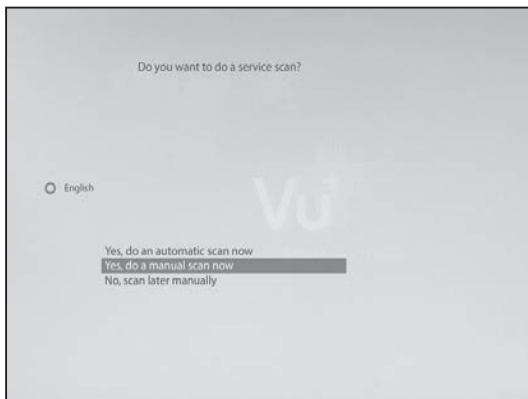 Do you want to do a service scan?
English
Vu+
Yes, do an automatic scan now
Yes, do a manual scan now
No, scan later manually